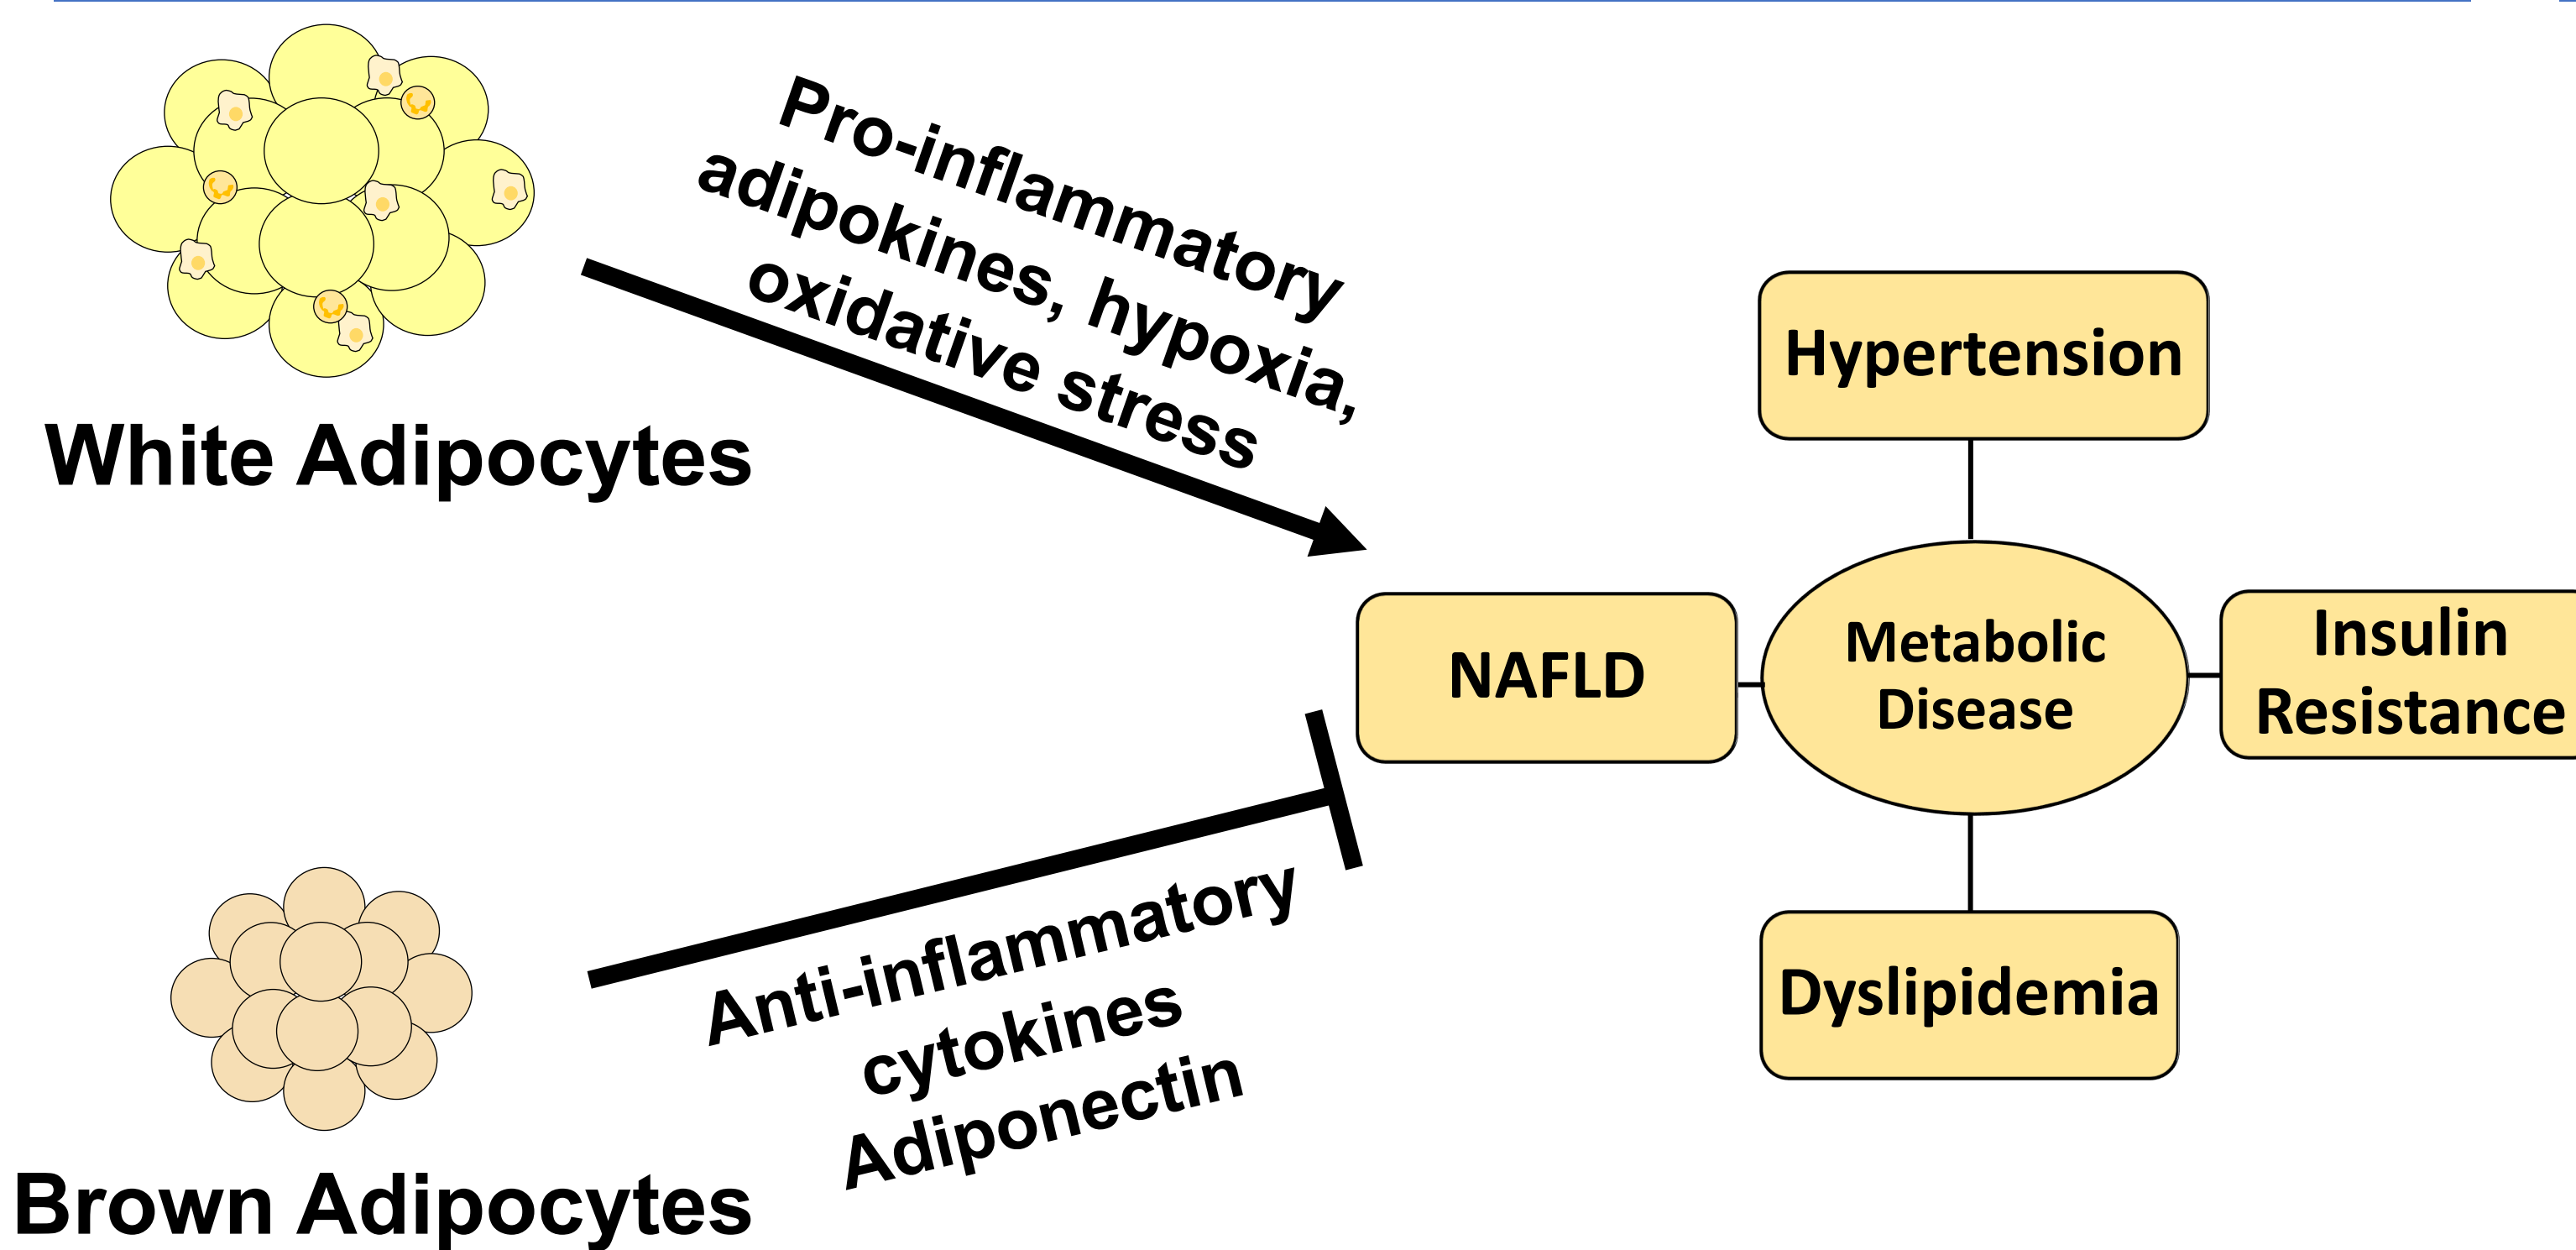 Pro-inflammatory
adipokines, hypoxia,
oxidative stress
White Adipocytes
Hypertension
NAFLD
Metabolic
Disease
Insulin
Resistance
Dyslipidemia
Anti-inflammatory
cytokines
Adiponectin
Brown Adipocytes